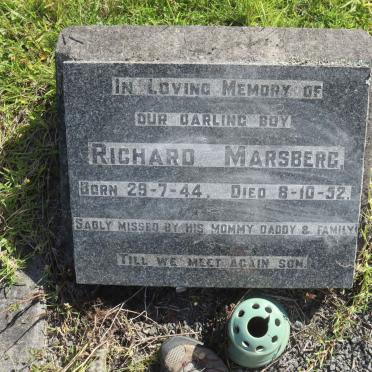 In Loving Memory of
our darling boy
Richard Marsberg.
Born 29-7-44. Died 8-10-52.
Sadly missed by his Mommy Daddy & family
Till we meet again son.